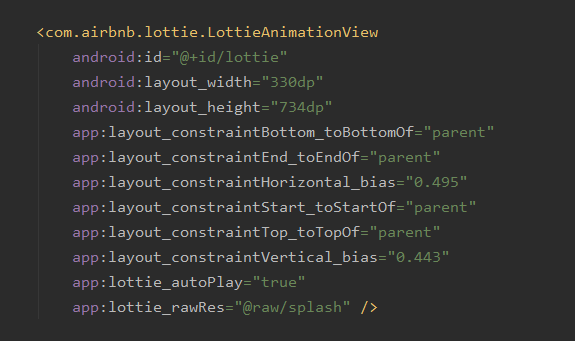 <com.airbnb.lottie.LottieAnimationView
android:id="@+id/lottie"
android:layout_width="330dp"
android:layout_height="734dp"
app:layout_constraintBottom_toBottomOf="parent"
app:layout_constraintEnd_toEndOf="parent"
app:layout_constraintHorizontal_bias="0.495"
app:layout_constraintStart_toStartOf="parent"
app:layout_constraintTop_toTopOf="parent"
app:layout_constraintVertical_bias="0.443"
app:lottie_autoPlay="true"
app:lottie_rawRes="@raw/splash" />